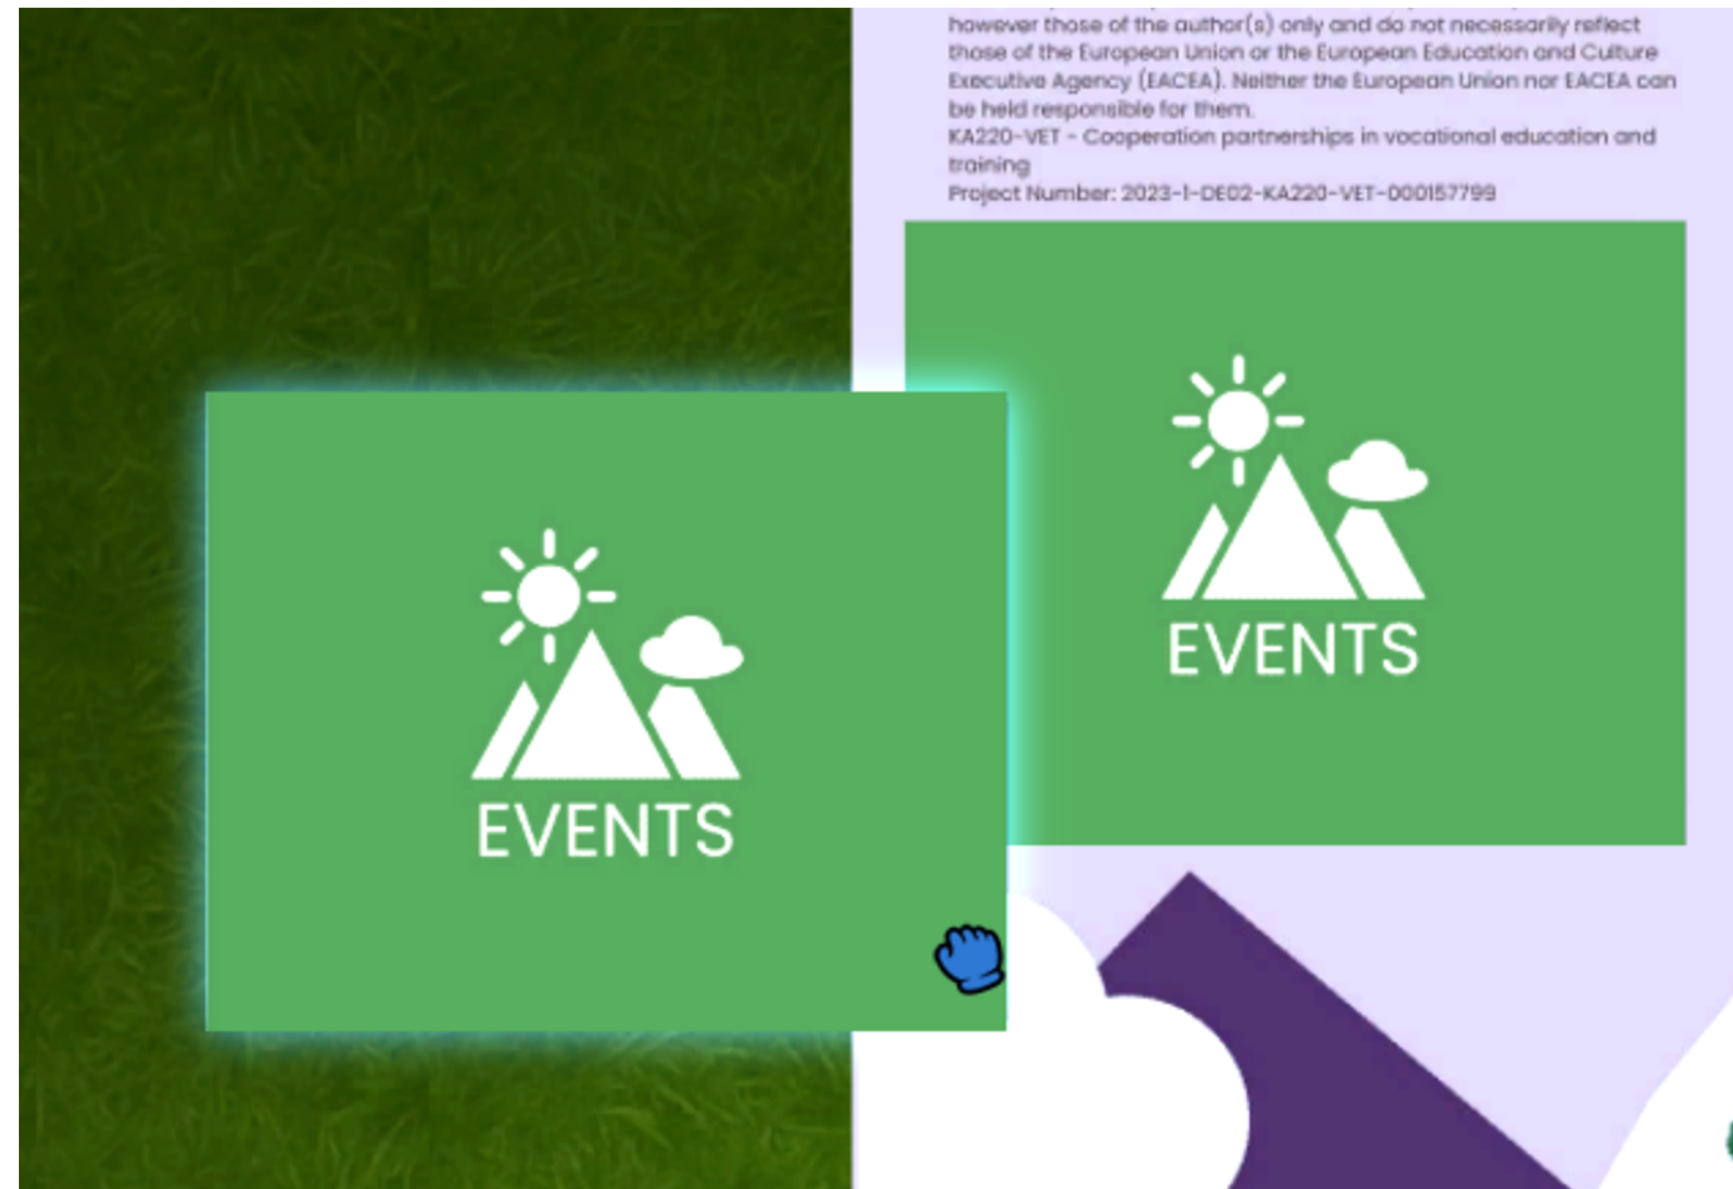 however those of the author(s) only and do not necessarily reflect
those of the European Union or the European Education and Culture
Executive Agency (EACEA). Neither the European Union nor EACEA can
be held responsible for them.
KA220-VET - Cooperation partnerships in vocational education and
training
Project Number: 2023-1-DE02-KA220-VET-000157799
EVENTS
EVENTS